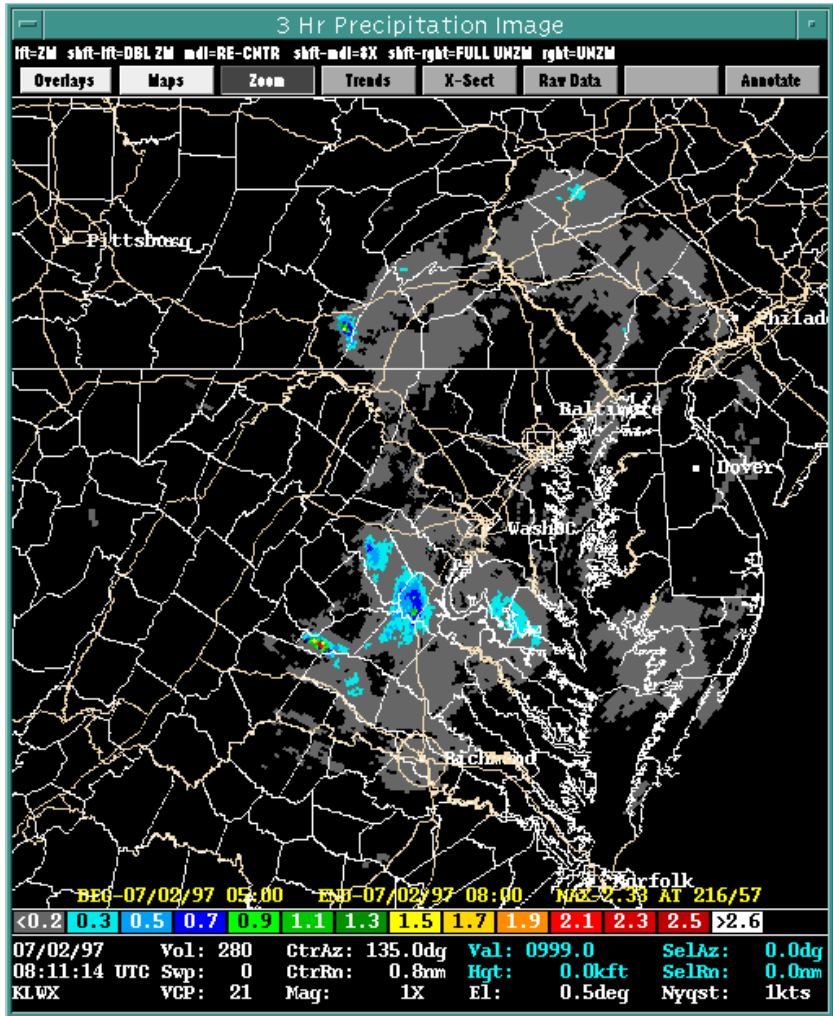 3 Hr Precipitation Image
lft=ZM shft-lft=DBL ZM mdl=RE-CNTR shft-mdl=8X shft-rght=FULL UNZM rght=UNZM
Overlays Maps Zoom Trends X-Sect Raw Data Annotate
Pittsburg
Philade
Baltimore
Dover
WashDC
Richmond
Norfolk
BEG-07/02/97 05:00 END-07/02/97 08:00 MAX-2.33 AT 216/57
<0.2 0.3 0.5 0.7 0.9 1.1 1.3 1.5 1.7 1.9 2.1 2.3 2.5 >2.6
07/02/97 Vol: 280 CtrAz: 135.0dg Val: 0999.0 SelAz: 0.0dg
08:11:14 UTC Swp: 0 CtrRn: 0.8nm Hgt: 0.0kft SelRn: 0.0nm
KLWX VCP: 21 Mag: 1X El: 0.5deg Nyqst: 1kts